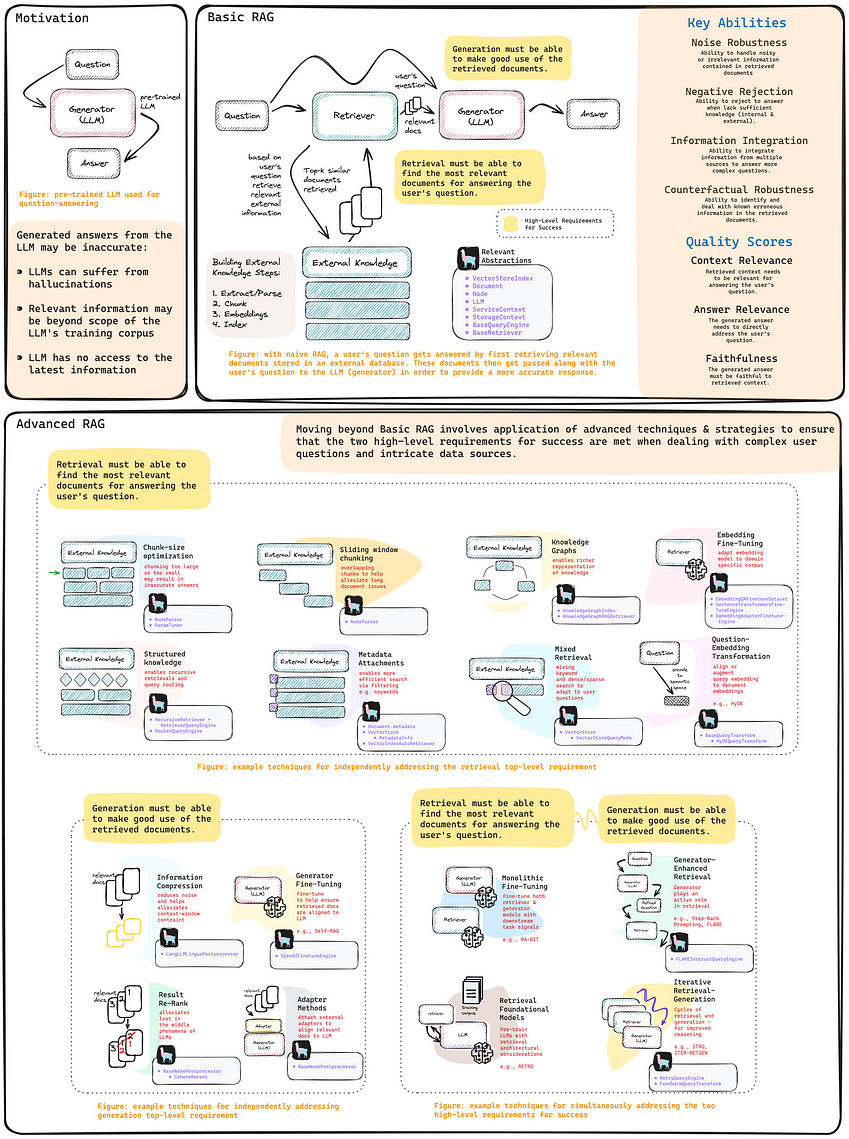 Motivation
Question
pre-trained
LLM
Generator
(LLM)
Answer
Figure: pre-trained LLM used for
question-answering
Generated answers from the
LLM may be inaccurate:
LLMs can suffer from
hallucinations
Relevant information may
be beyond scope of the
LLM's training corpus
LLM has no access to the
latest information
Basic RAG
Generation must be able
to make good use of the
retrieved documents.
user's
question
Question
Retriever
relevant
docs
Generator
(LLM)
Answer
based on
user's
question
retrieve
relevant
external
information
Top-k similar
documents
retrieved
Retrieval must be able to
find the most relevant
documents for answering the
user's question.
High-Level Requirements
for Success
Building External
Knowledge Steps:
1. Extract/Parse
2. Chunk
3. Embeddings
4. Index
External Knowledge
Relevant
Abstractions
VectorStoreIndex
Document
Node
LLM
ServiceContext
StorageContext
BaseQueryEngine
BaseRetriever
Figure: with naive RAG, a user's question gets answered by first retrieving relevant
documents stored in an external database. These documents then get passed along with the
user's question to the LLM (generator) in order to provide a more accurate response.
Key Abilities
Noise Robustness
Ability to handle noisy
or irrelevant information
contained in retrieved
documents
Negative Rejection
Ability to reject to answer
when lack sufficient
knowledge (internal &
external).
Information Integration
Ability to integrate
information from multiple
sources to answer more
complex questions.
Counterfactual Robustness
Ability to identify and
deal with known erroneous
information in the retrieved
documents.
Quality Scores
Context Relevance
Retrieved context needs
to be relevant for
answering the user's
question.
Answer Relevance
The generated answer
needs to directly
address the user's
question.
Faithfulness
The generated answer
must be faithful to
retrieved context.
Advanced RAG
Moving beyond Basic RAG involves application of advanced techniques & strategies to ensure
that the two high-level requirements for success are met when dealing with complex user
questions and intricate data sources.
Retrieval must be able to
find the most relevant
documents for answering the
user's question.
External Knowledge
Chunk-size
optimization
chunking too large
or too small
may result in
inaccurate answers
NodeParser
ParamTuner
External Knowledge
Sliding window
chunking
overlapping
chunks to help
alleviate long
document issues
NodeParser
External Knowledge
Knowledge
Graphs
enables richer
representation
of knowledge
KnowledgeGraphIndex
KnowledgeGraphRAGRetriever
Retriever
Embedding
Fine-Tuning
adapt embedding
model to domain
specific corpus
EmbeddingQAFinetuneDataset
SentenceTransformersFine-
TuneEngine
EmbeddingAdapterFinetune-
Engine
External Knowledge
Structured
knowledge
enables recursive
retrievals and
query routing
RecursiveRetriever +
RetrieverQueryEngine
RouterQueryEngine
External Knowledge
Metadata
Attachments
enables more
efficient search
via filtering
e.g. keywords
Document.metadata
VectorStore
MetadataInfo
VectorIndexAutoRetriever
External Knowledge
Mixed
Retrieval
mixing
keyword
and dense/sparse
search to
adapt to user
questions
VectorStore
VectorStoreQueryMode
Question
encode
to
semantic
space
Question-
Embedding
Transformation
align or
augment
query embedding
to document
embeddings
e.g., HyDE
BaseQueryTransform
HyDEQueryTransform
Figure: example techniques for independently addressing the retrieval top-level requirement
Generation must be able
to make good use of the
retrieved documents.
relevant
docs
Information
Compression
reduces noise
and helps
alleviates
context-window
contraint
LongLLMLinguaPostprocessor
Generator
(LLM)
Generator
Fine-Tuning
fine-tune
to help ensure
retrieved docs
are aligned to
LLM
e.g., Self-RAG
OpenAIFinetuneEngine
relevant
docs
3
2
1
3
1
2
2
1
Result
Re-Rank
alleviates
lost in
the middle
phenomena of
LLMs
BaseNodePostprocessor
CohereRerank
relevant
docs
Adapter
Generator
(LLM)
Adapter
Methods
Attach external
adapters to
align relevant
docs to LLM
BaseNodePostprocessor
Figure: example techniques for independently addressing
generation top-level requirement
Retrieval must be able to
find the most relevant
documents for answering the
user's question.
Generation must be able
to make good use of the
retrieved documents.
Generator
(LLM)
Retriever
Monolithic
Fine-Tuning
fine-tune both
retriever &
generator
models with
downstream
task signals
e.g., RA-DIT
Question
Generator
(LLM)
Refined
Question
Retriever
Generator-
Enhanced
Retrieval
Generator
plays an
active role
in retrieval
e.g., Step-Back
Prompting, FLARE
FLAREInstructQueryEngine
training
corpus
retriever
LLM
Retrieval
Foundational
Models
Pre-train
LLMs with
retrieval
architectural
considerations
e.g., RETRO
Retriever
Generator
(LLM)
Iterative
Retrieval-
Generation
Cycles of
retrieval and
generation —
for improved
reasoning
e.g., ITRG,
ITER-RETGEN
RetryQueryEngine
FeedbackQueryTransform
Figure: example techniques for simultaneously addressing the two
high-level requirements for success